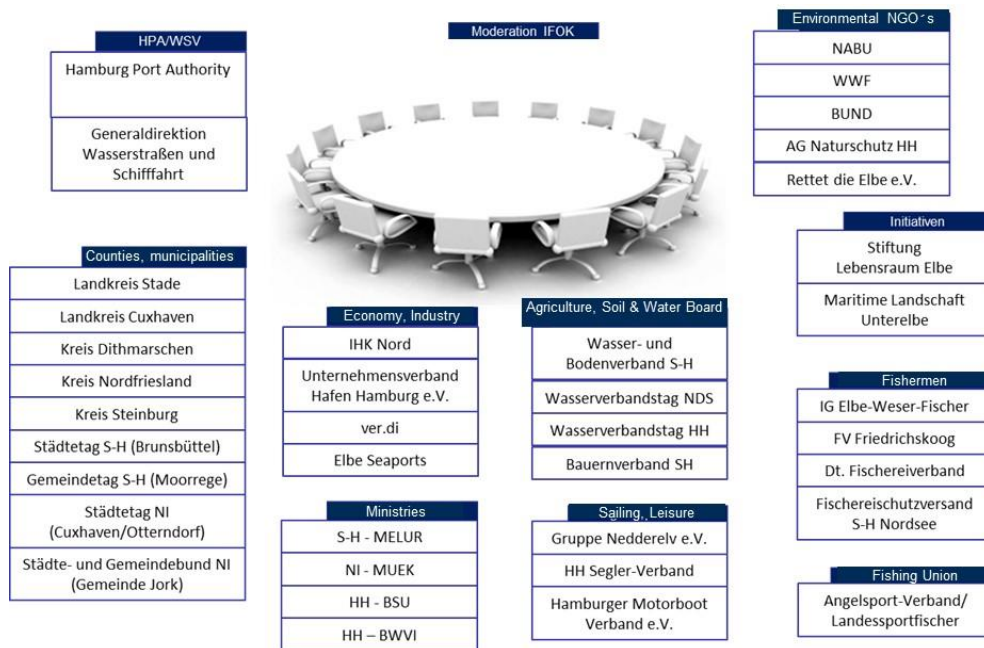 HPA/WSV
Hamburg Port Authority
Generaldirektion
Wasserstraßen und
Schifffahrt
Moderation IFOK
Environmental NGO´s
NABU
WWF
BUND
AG Naturschutz HH
Rettet die Elbe e.V.
Initiativen
Stiftung
Lebensraum Elbe
Maritime Landschaft
Unterelbe
Counties, municipalities
Landkreis Stade
Landkreis Cuxhaven
Kreis Dithmarschen
Kreis Nordfriesland
Kreis Steinburg
Städtetag S-H (Brunsbüttel)
Gemeindetag S-H (Moorrege)
Städtetag NI
(Cuxhaven/Otterndorf)
Städte- und Gemeindebund NI
(Gemeinde Jork)
Economy, Industry
IHK Nord
Unternehmensverband
Hafen Hamburg e.V.
ver.di
Elbe Seaports
Agriculture, Soil & Water Board
Wasser- und
Bodenverband S-H
Wasserverbandstag NDS
Wasserverbandstag HH
Bauernverband SH
Fishermen
IG Elbe-Weser-Fischer
FV Friedrichskoog
Dt. Fischereiverband
Fischereischutzversand
S-H Nordsee
Ministries
S-H - MELUR
NI - MUEK
HH - BSU
HH – BWVI
Sailing, Leisure
Gruppe Nedderelv e.V.
HH Segler-Verband
Hamburger Motorboot
Verband e.V.
Fishing Union
Angelsport-Verband/
Landessportfischer